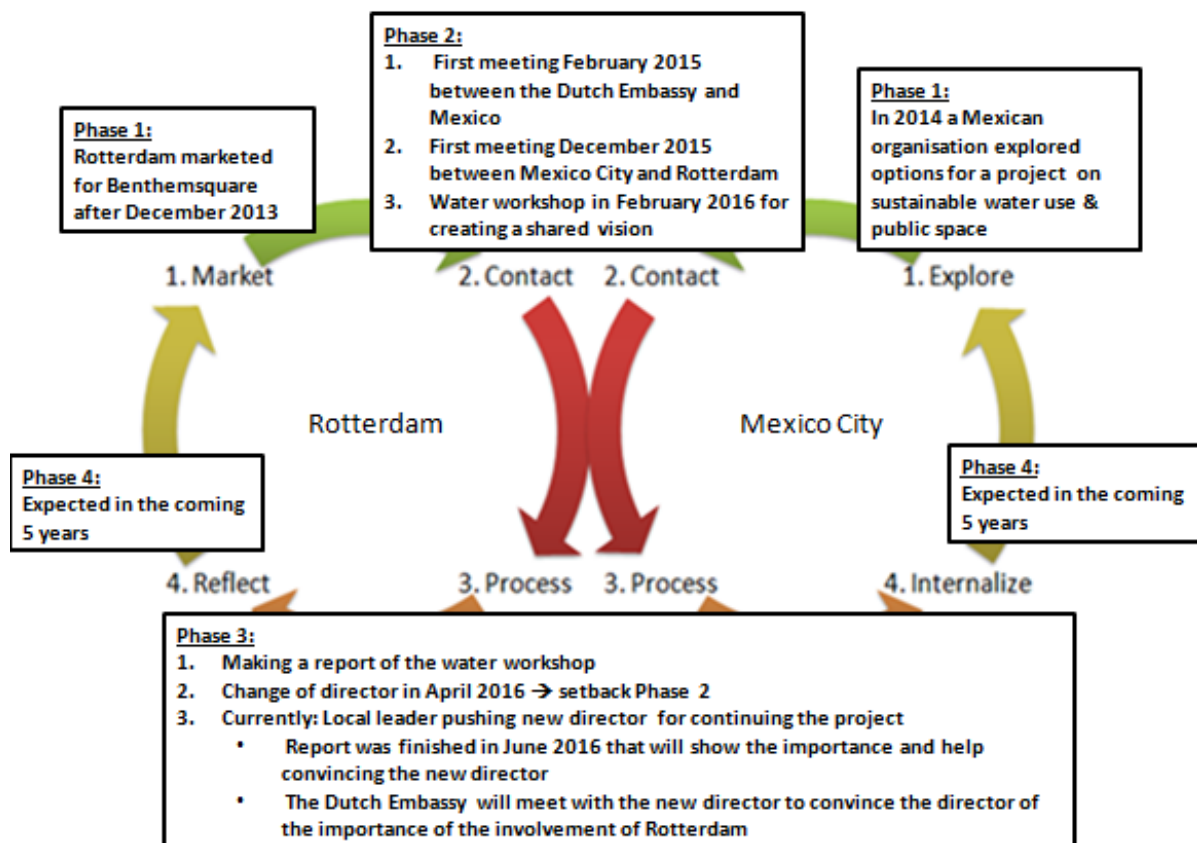 Phase 2:
1. First meeting February 2015
between the Dutch Embassy and
Mexico
2. First meeting December 2015
between Mexico City and Rotterdam
3. Water workshop in February 2016 for
creating a shared vision
Phase 1:
Rotterdam marketed
for Benthemsquare
after December 2013
Phase 1:
In 2014 a Mexican
organisation explored
options for a project on
sustainable water use &
public space
1. Market
2. Contact
2. Contact
1. Explore
Rotterdam
Mexico City
Phase 4:
Expected in the coming
5 years
Phase 4:
Expected in the coming
5 years
4. Reflect
3. Process
3. Process
4. Internalize
Phase 3:
1. Making a report of the water workshop
2. Change of director in April 2016 → setback Phase 2
3. Currently: Local leader pushing new director for continuing the project
• Report was finished in June 2016 that will show the importance and help
convincing the new director
• The Dutch Embassy will meet with the new director to convince the director of
the importance of the involvement of Rotterdam